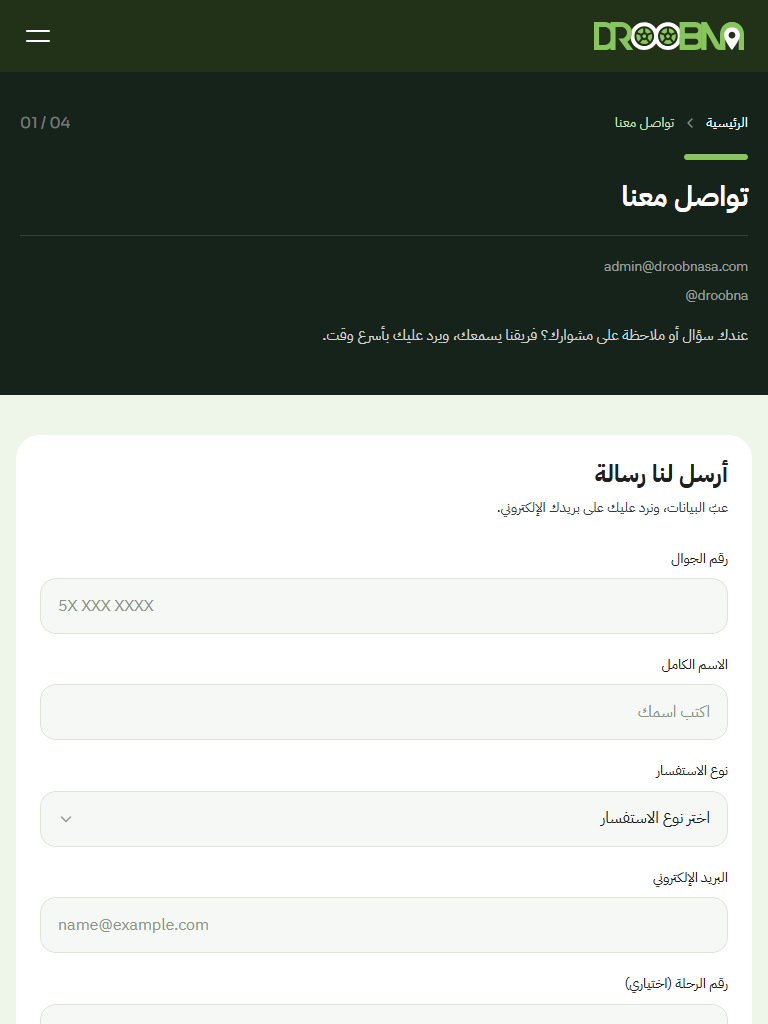 DROOBNA
الرئيسية > تواصل معنا
01 / 04
تواصل معنا
admin@droobnasa.com
@droobna
عندك سؤال أو ملاحظة على مشوارك؟ فريقنا يسمعك، ويرد عليك بأسرع وقت.
أرسل لنا رسالة
عبّ البيانات، ونرد عليك على بريدك الإلكتروني.
رقم الجوال
5X XXX XXXX
الاسم الكامل
اكتب اسمك
نوع الاستفسار
اختر نوع الاستفسار
البريد الإلكتروني
name@example.com
رقم الرحلة (اختياري)